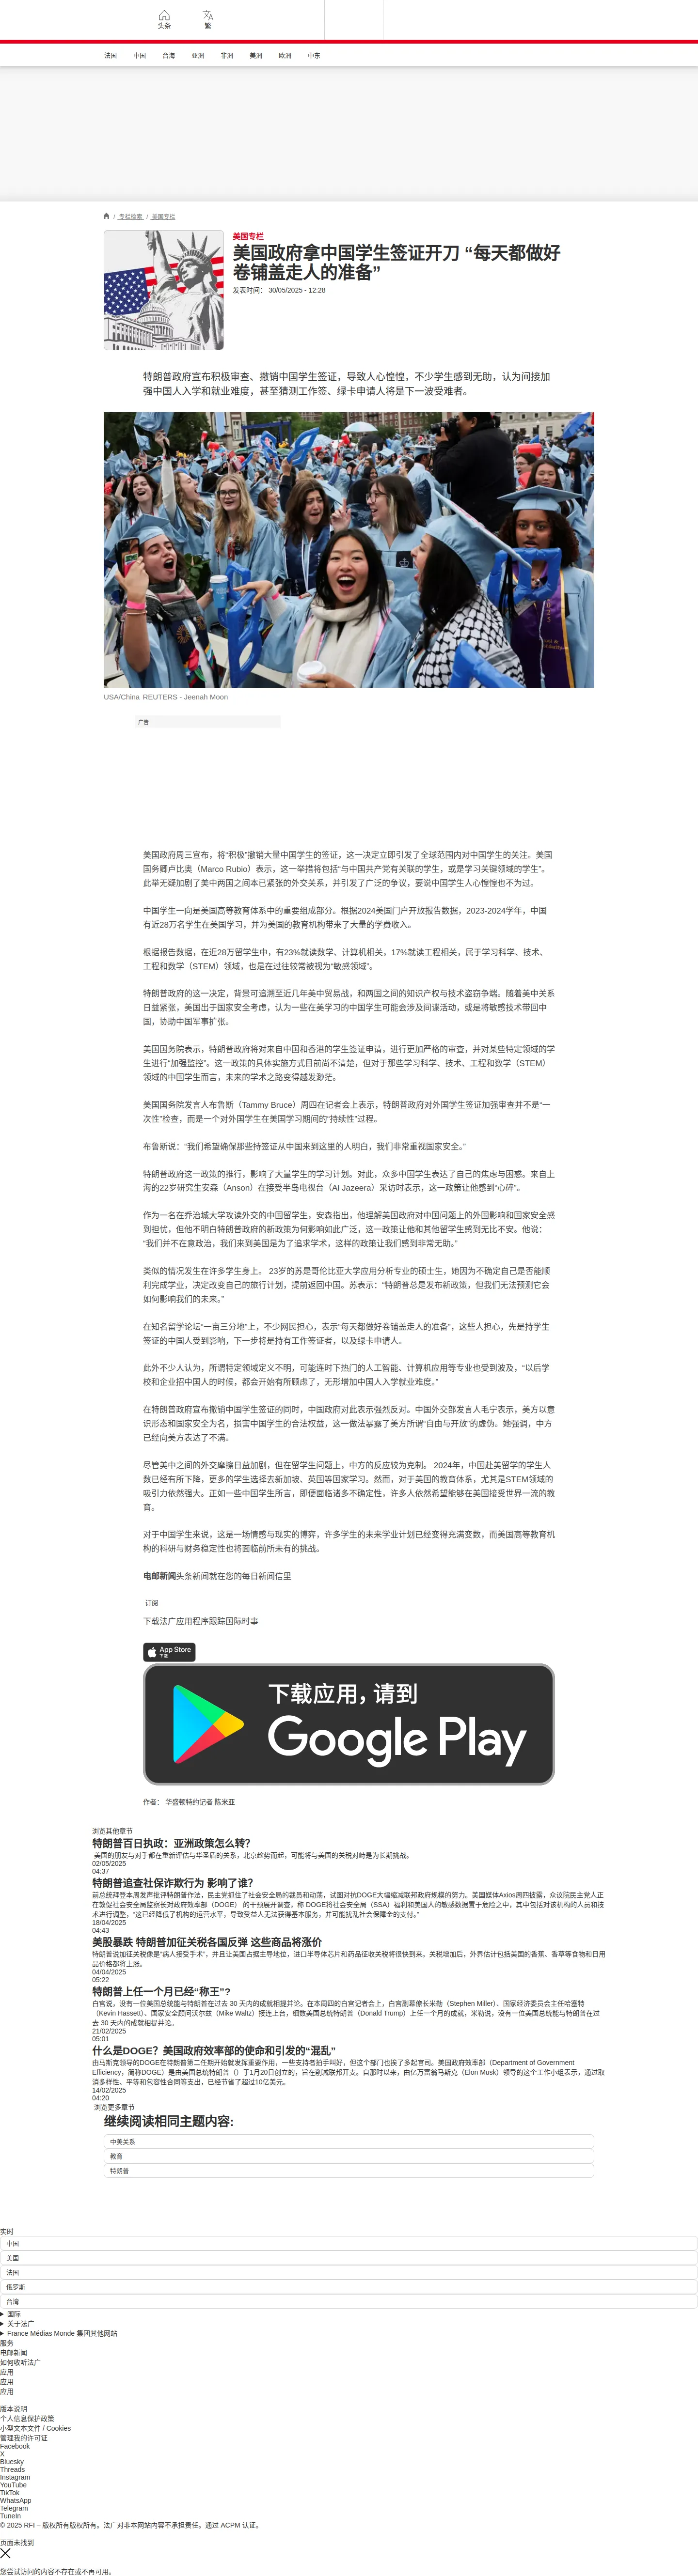 头条
繁
法国
中国
台海
亚洲
非洲
美洲
欧洲
中东
/ 专栏检索 / 美国专栏
美国专栏
美国政府拿中国学生签证开刀 “每天都做好
卷铺盖走人的准备”
发表时间： 30/05/2025 - 12:28
特朗普政府宣布积极审查、撤销中国学生签证，导致人心惶惶，不少学生感到无助，认为间接加
强中国人入学和就业难度，甚至猜测工作签、绿卡申请人将是下一波受难者。
USA/China REUTERS - Jeenah Moon
广告
美国政府周三宣布，将“积极”撤销大量中国学生的签证，这一决定立即引发了全球范围内对中国学生的关注。美国
国务卿卢比奥（Marco Rubio）表示，这一举措将包括“与中国共产党有关联的学生，或是学习关键领域的学生”。
此举无疑加剧了美中两国之间本已紧张的外交关系，并引发了广泛的争议，要说中国学生人心惶惶也不为过。
中国学生一向是美国高等教育体系中的重要组成部分。根据2024美国门户开放报告数据，2023-2024学年，中国
有近28万名学生在美国学习，并为美国的教育机构带来了大量的学费收入。
根据报告数据，在近28万留学生中，有23%就读数学、计算机相关，17%就读工程相关，属于学习科学、技术、
工程和数学（STEM）领域，也是在过往较常被视为“敏感领域”。
特朗普政府的这一决定，背景可追溯至近几年美中贸易战，和两国之间的知识产权与技术盗窃争端。随着美中关系
日益紧张，美国出于国家安全考虑，认为一些在美学习的中国学生可能会涉及间谍活动，或是将敏感技术带回中
国，协助中国军事扩张。
美国国务院表示，特朗普政府将对来自中国和香港的学生签证申请，进行更加严格的审查，并对某些特定领域的学
生进行“加强监控”。这一政策的具体实施方式目前尚不清楚，但对于那些学习科学、技术、工程和数学（STEM）
领域的中国学生而言，未来的学术之路变得越发渺茫。
美国国务院发言人布鲁斯（Tammy Bruce）周四在记者会上表示，特朗普政府对外国学生签证加强审查并不是“一
次性”检查，而是一个对外国学生在美国学习期间的“持续性”过程。
布鲁斯说：“我们希望确保那些持签证从中国来到这里的人明白，我们非常重视国家安全。”
特朗普政府这一政策的推行，影响了大量学生的学习计划。对此，众多中国学生表达了自己的焦虑与困惑。来自上
海的22岁研究生安森（Anson）在接受半岛电视台（Al Jazeera）采访时表示，这一政策让他感到“心碎”。
作为一名在乔治城大学攻读外交的中国留学生，安森指出，他理解美国政府对中国问题上的外国影响和国家安全感
到担忧，但他不明白特朗普政府的新政策为何影响如此广泛，这一政策让他和其他留学生感到无比不安。他说：
“我们并不在意政治，我们来到美国是为了追求学术，这样的政策让我们感到非常无助。”
类似的情况发生在许多学生身上。 23岁的苏是哥伦比亚大学应用分析专业的硕士生，她因为不确定自己是否能顺
利完成学业，决定改变自己的旅行计划，提前返回中国。苏表示：“特朗普总是发布新政策，但我们无法预测它会
如何影响我们的未来。”
在知名留学论坛“一亩三分地”上，不少网民担心，表示“每天都做好卷铺盖走人的准备”，这些人担心，先是持学生
签证的中国人受到影响，下一步将是持有工作签证者，以及绿卡申请人。
此外不少人认为，所谓特定领域定义不明，可能连时下热门的人工智能、计算机应用等专业也受到波及，“以后学
校和企业招中国人的时候，都会开始有所顾虑了，无形增加中国人入学就业难度。”
在特朗普政府宣布撤销中国学生签证的同时，中国政府对此表示强烈反对。中国外交部发言人毛宁表示，美方以意
识形态和国家安全为名，损害中国学生的合法权益，这一做法暴露了美方所谓“自由与开放”的虚伪。她强调，中方
已经向美方表达了不满。
尽管美中之间的外交摩擦日益加剧，但在留学生问题上，中方的反应较为克制。 2024年，中国赴美留学的学生人
数已经有所下降，更多的学生选择去新加坡、英国等国家学习。然而，对于美国的教育体系，尤其是STEM领域的
吸引力依然强大。正如一些中国学生所言，即便面临诸多不确定性，许多人依然希望能够在美国接受世界一流的教
育。
对于中国学生来说，这是一场情感与现实的博弈，许多学生的未来学业计划已经变得充满变数，而美国高等教育机
构的科研与财务稳定性也将面临前所未有的挑战。
电邮新闻头条新闻就在您的每日新闻信里
订阅
下载法广应用程序跟踪国际时事
App Store
下载
下载应用，请到
Google Play
作者： 华盛顿特约记者 陈米亚
浏览其他章节
特朗普百日执政：亚洲政策怎么转？
美国的朋友与对手都在重新评估与华圣盾的关系，北京趁势而起，可能将与美国的关税对峙是为长期挑战。
02/05/2025
04:37
特朗普追查社保诈欺行为 影响了谁？
前总统拜登本周发声批评特朗普作法，民主党抓住了社会安全局的裁员和动荡，试图对抗DOGE大幅缩减联邦政府规模的努力。美国媒体Axios周四披露，众议院民主党人正
在敦促社会安全局监察长对政府效率部（DOGE） 的干预展开调查，称 DOGE将社会安全局（SSA）福利和美国人的敏感数据置于危险之中，其中包括对该机构的人员和技
术进行调整，“这已经降低了机构的运营水平，导致受益人无法获得基本服务，并可能扰乱社会保障金的支付。”
18/04/2025
04:43
美股暴跌 特朗普加征关税各国反弹 这些商品将涨价
特朗普说加征关税像是“病人接受手术”，并且让美国占据主导地位，进口半导体芯片和药品征收关税将很快到来。关税增加后，外界估计包括美国的香蕉、香草等食物和日用
品价格都将上涨。
04/04/2025
05:22
特朗普上任一个月已经“称王”？
白宫说，没有一位美国总统能与特朗普在过去 30 天内的成就相提并论。在本周四的白宫记者会上，白宫副幕僚长米勒（Stephen Miller）、国家经济委员会主任哈塞特
（Kevin Hassett）、国家安全顾问沃尔兹（Mike Waltz）接连上台，细数美国总统特朗普（Donald Trump）上任一个月的成就，米勒说，没有一位美国总统能与特朗普在过
去 30 天内的成就相提并论。
21/02/2025
05:01
什么是DOGE？美国政府效率部的使命和引发的“混乱”
由马斯克领导的DOGE在特朗普第二任期开始就发挥重要作用，一些支持者拍手叫好，但这个部门也挨了多起官司。美国政府效率部（Department of Government
Efficiency，简称DOGE）是由美国总统特朗普（）于1月20日创立的，旨在削减联邦开支。自那时以来，由亿万富翁马斯克（Elon Musk）领导的这个工作小组表示，通过取
消多样性、平等和包容性合同等支出，已经节省了超过10亿美元。
14/02/2025
04:20
浏览更多章节
继续阅读相同主题内容:
中美关系
教育
特朗普
实时
中国
美国
法国
俄罗斯
台湾
国际
关于法广
France Médias Monde 集团其他网站
服务
电邮新闻
如何收听法广
应用
应用
应用
版本说明
个人信息保护政策
小型文本文件 / Cookies
管理我的许可证
Facebook
X
Bluesky
Threads
Instagram
YouTube
TikTok
WhatsApp
Telegram
TuneIn
© 2025 RFI – 版权所有版权所有。法广对非本网站内容不承担责任。通过 ACPM 认证。
页面未找到
您尝试访问的内容不存在或不再可用。